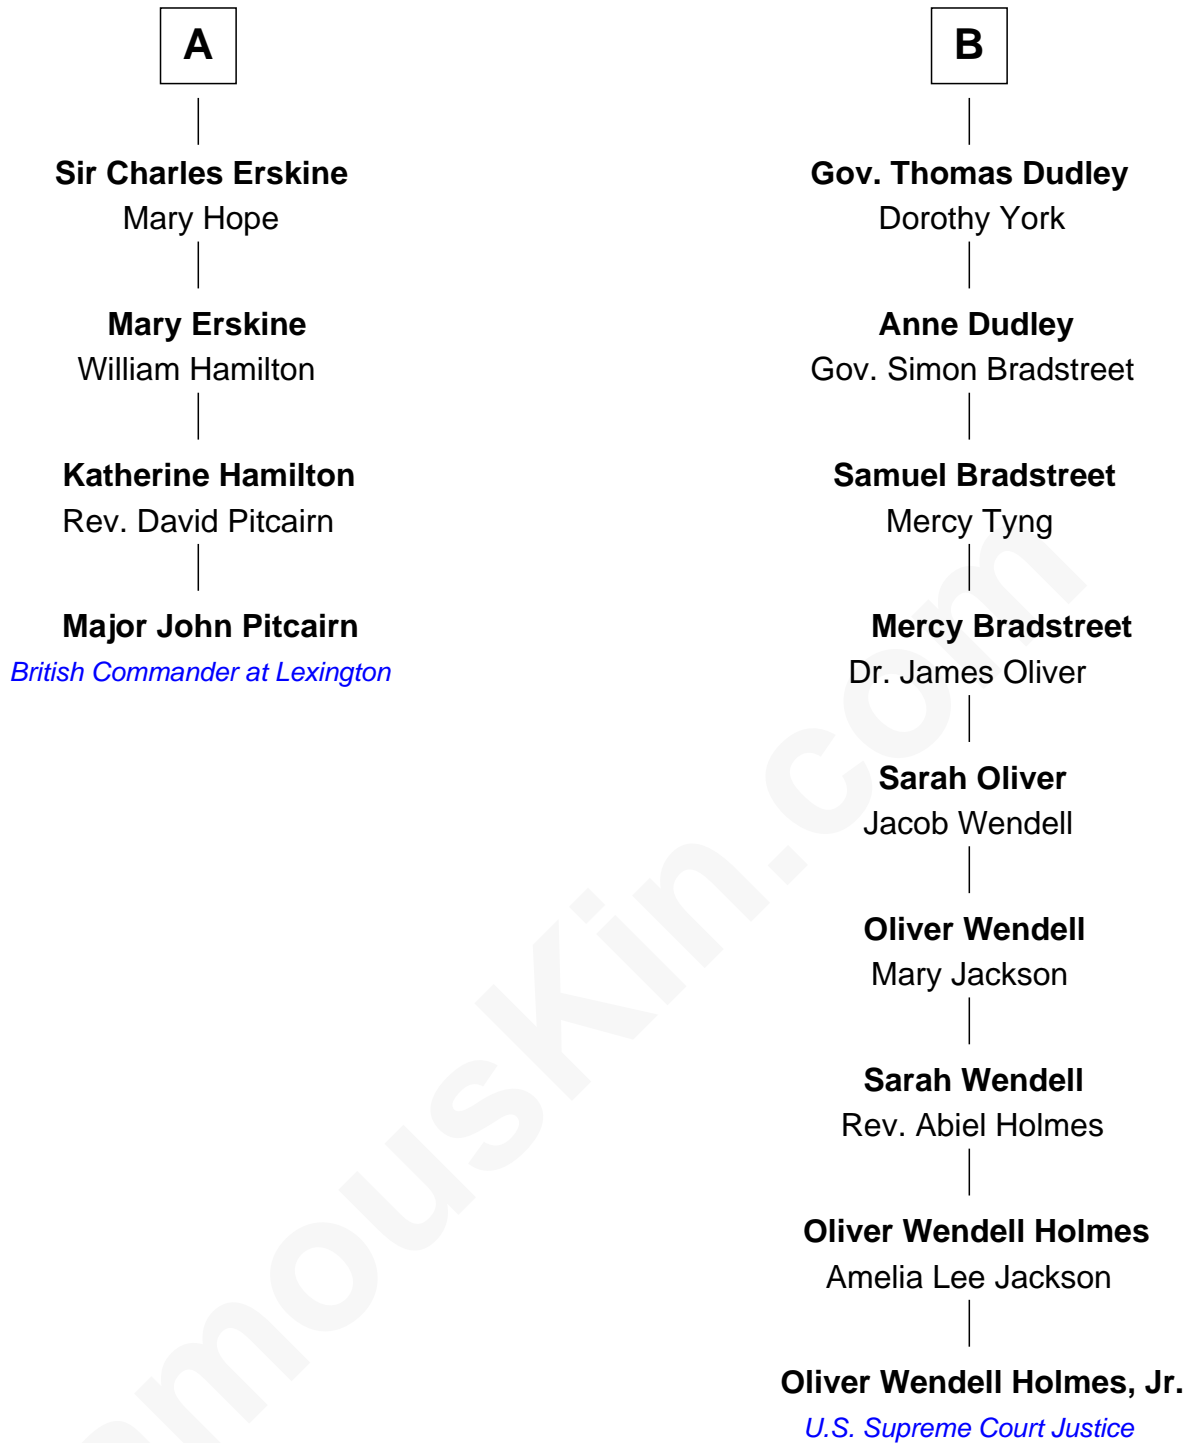 A
Sir Charles Erskine
Mary Hope
Mary Erskine
William Hamilton
Katherine Hamilton
Rev. David Pitcairn
Major John Pitcairn
British Commander at Lexington
B
Gov. Thomas Dudley
Dorothy York
Anne Dudley
Gov. Simon Bradstreet
Samuel Bradstreet
Mercy Tyng
Mercy Bradstreet
Dr. James Oliver
Sarah Oliver
Jacob Wendell
Oliver Wendell
Mary Jackson
Sarah Wendell
Rev. Abiel Holmes
Oliver Wendell Holmes
Amelia Lee Jackson
Oliver Wendell Holmes, Jr.
U.S. Supreme Court Justice
amouskin.com